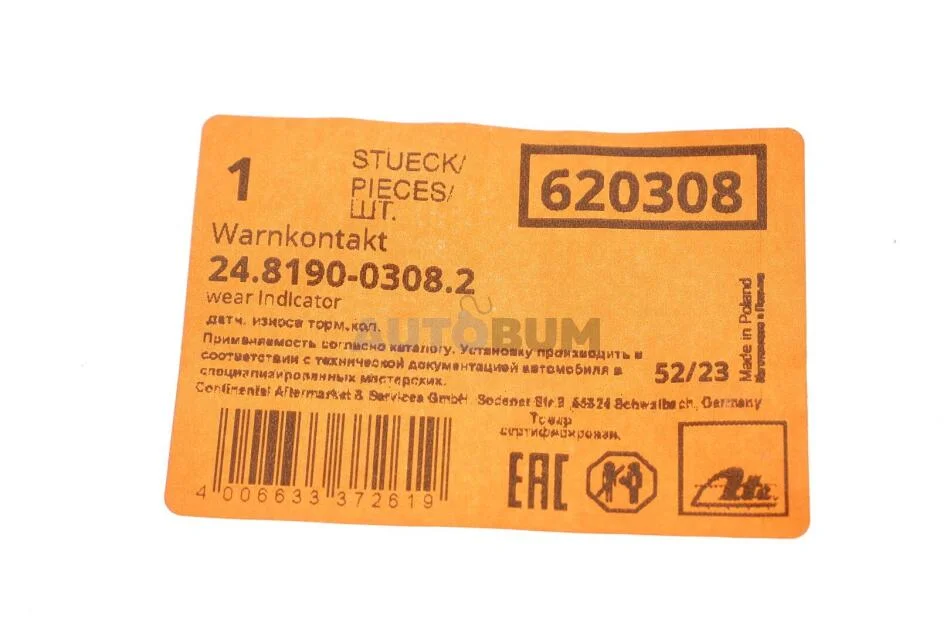 1
STUECK/
PIECES/
ШТ.
620308
Warnkontakt
24.8190-0308.2
wear Indicator
датч. износа торм.кол.
AUTOBUM
Применяемость согласно каталогу. Установку производить в
соответствии с технической документацией автомобиля в
специализированных мастерских.
52/23
Made in Poland
Continental Aftermarket & Services GmbH, Sodener Str.9, 65824 Schwalbach, Germany
Товар
сертифицирован.
EAC
Ate
4 006633 372619